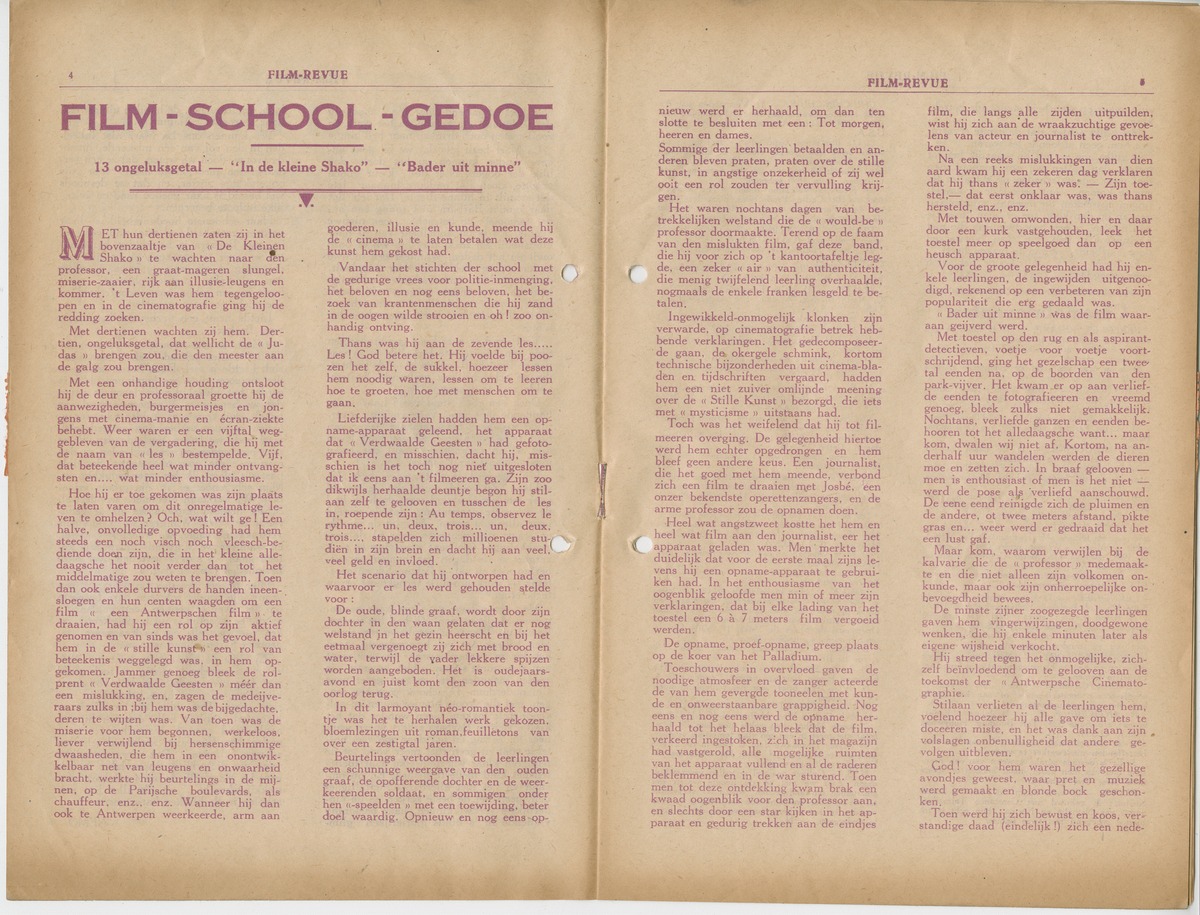 4
FILM-REVUE
FILM - SCHOOL - GEDOE
13 ongeluksgetal — “In de kleine Shako” — “Bader uit minne”
MET hun dertienen zaten zij in het
bovenzaaltje van « De Kleinen
Shako » te wachten naar den
professor, een graat-mageren slungel,
miserie-zaaier, rijk aan illusie-leugens en
kommer. 't Leven was hem tegengeloo-
pen en in de cinematografie ging hij de
redding zoeken.
Met dertienen wachten zij hem. Der-
tien, ongeluksgetal, dat wellicht de « Ju-
das » brengen zou, die den meester aan
de galg zou brengen.
Met een onhandige houding ontsloot
hij de deur en professoraal groette hij de
aanwezigheden, burgermeisjes en jon-
gens met cinema-manie en écran-ziekte
behebt. Weer waren er een vijftal weg-
gebleven van de vergadering, die hij met
de naam van « les » bestempelde. Vijf,
dat beteekende heel wat minder ontvang-
sten en.... wat minder enthousiasme.
Hoe hij er toe gekomen was zijn plaats
te laten varen om dit onregelmatige le-
ven te omhelzen? Och, wat wilt ge! Een
halve, onvolledige opvoeding had hem
steeds een noch visch noch vleesch-be-
diende doen zijn, die in het kleine alle-
daagsche het nooit verder dan tot het
middelmatige zou weten te brengen. Toen
dan ook enkele durvers de handen ineen-
sloegen en hun centen waagden om een
film « een Antwerpschen film » te
draaien, had hij een rol op zijn aktief
genomen en van sinds was het gevoel, dat
hem in de « stille kunst » een rol van
beteekenis weggelegd was, in hem op-
gekomen. Jammer genoeg bleek de rol-
prent « Verdwaalde Geesten » méér dan
een mislukking, en, zagen de medeijve-
raars zulks in ;bij hem was de bijgedachte,
deren te wijten was. Van toen was de
miserie voor hem begonnen, werkeloos,
liever verwijlend bij hersenschimmige
dwaasheden, die hem in een onontwik-
kelbaar net van leugens en onwaarheid
bracht, werkte hij beurtelings in de mij-
nen, op de Parijsche boulevards, als
chauffeur, enz., enz. Wanneer hij dan
ook te Antwerpen weerkeerde, arm aan
goederen, illusie en kunde, meende hij
de « cinema » te laten betalen wat deze
kunst hem gekost had.
Vandaar het stichten der school met
de gedurige vrees voor politie-inmenging,
het beloven en nog eens beloven, het be-
zoek van krantenmenschen die hij zand
in de oogen wilde strooien en oh! zoo on-
handig ontving.
Thans was hij aan de zevende les.....
Les! God betere het. Hij voelde bij poo-
zen het zelf, de sukkel, hoezeer lessen
hem noodig waren, lessen om te leeren
hoe te groeten, hoe met menschen om te
gaan.
Liefderijke zielen hadden hem een op-
name-apparaat geleend, het apparaat
dat « Verdwaalde Geesten » had gefoto-
grafieerd, en misschien, dacht hij, mis-
schien is het toch nog niet uitgesloten
dat ik eens aan 't filmeeren ga. Zijn zoo
dikwijls herhaalde deuntje begon hij stil-
aan zelf te gelooven en tusschen de les
in, roepende zijn : Au temps, observez le
rythme... un, deux, trois... un, deux,
trois...., stapelden zich millioenen stu-
diën in zijn brein en dacht hij aan veel,
veel geld en invloed.
Het scenario dat hij ontworpen had en
waarvoor er les werd gehouden stelde
voor :
De oude, blinde graaf, wordt door zijn
dochter in den waan gelaten dat er nog
welstand jn het gezin heerscht en bij het
eetmaal vergenoegt zij zich met brood en
water, terwijl de yader lekkere spijzen
worden aangeboden. Het is oudejaars-
avond en juist komt den zoon van den
oorlog terug.
In dit larmoyant néo-romantiek toon-
tje was het te herhalen werk gekozen,
bloemlezingen uit roman,feuilletons van
over een zestigtal jaren.
Beurtelings vertoonden de leerlingen
een schunnige weergave van den ouden
graaf, de opofferende dochter en de weer-
keerenden soldaat, en sommigen onder
hen «-speelden » met een toewijding, beter
doel waardig. Opnieuw en nog eens-op-
FILM-REVUE
5
nieuw werd er herhaald, om dan ten
slotte te besluiten met een : Tot morgen,
heeren en dames.
Sommige der leerlingen betaalden en an-
deren bleven praten, praten over de stille
kunst, in angstige onzekerheid of zij wel
ooit een rol zouden ter vervulling krij-
gen.
Het waren nochtans dagen van be-
trekkelijken welstand die de « would-be »
professor doormaakte. Terend op de faam
van den mislukten film, gaf deze band,
die hij voor zich op 't kantoortafeltje leg-
de, een zeker « air » van authenticiteit,
die menig twijfelend leerling overhaalde,
nogmaals de enkele franken lesgeld te be-
talen.
Ingewikkeld-onmogelijk klonken zijn
verwarde, op cinematografie betrek heb-
bende verklaringen. Het gedecomposeer-
de gaan, de okergele schmink, kortom
technische bijzonderheden uit cinema-bla-
den en tijdschriften vergaard, hadden
hem een niet zuiver omlijnde meening
over de « Stille Kunst » bezorgd, die iets
met « mysticisme » uitstaans had.
Toch was het weifelend dat hij tot fil-
meeren overging. De gelegenheid hiertoe
werd hem echter opgedrongen en hem
bleef geen andere keus. Een journalist,
die het goed met hem meende, verbond
zich een film te draaien met Josbé, een
onzer bekendste operettenzangers, en de
arme professor zou de opnamen doen.
Heel wat angstzweet kostte het hem en
heel wat film aan den journalist, eer het
apparaat geladen was. Men merkte het
duidelijk dat voor de eerste maal zijns le-
vens hij een opname-apparaat te gebrui-
ken had. In het enthousiasme van het
oogenblik geloofde men min of meer zijn
verklaringen, dat bij elke lading van het
toestel een 6 à 7 meters film vergoeid
werden.
De opname, proef-opname, greep plaats
op de koer van het Palladium.
Toeschouwers in overvloed gaven de
noodige atmosfeer en de zanger acteerde
de van hem gevergde tooneelen met kun-
de en onweerstaanbare grappigheid. Nog
eens en nog eens werd de opname her-
haald tot het helaas bleek dat de film,
verkeerd ingestoken, zich in het magazijn
had vastgerold, alle mogelijke ruimten
van het apparaat vullend en al de raderen
beklemmend en in de war sturend. Toen
men tot deze ontdekking kwam brak een
kwaad oogenblik voor den professor aan,
en slechts door een star kijken in het ap-
paraat en gedurig trekken aan de eindjes
film, die langs alle zijden uitpuilden,
wist hij zich aan de wraakzuchtige gevoe-
lens van acteur en journalist te onttrek-
ken.
Na een reeks mislukkingen van dien
aard kwam hij een zekeren dag verklaren
dat hij thans « zeker » was. — Zijn toe-
stel,— dat eerst onklaar was, was thans
hersteld, enz., enz.
Met touwen omwonden, hier en daar
door een kurk vastgehouden, leek het
toestel meer op speelgoed dan op een
heusch apparaat.
Voor de groote gelegenheid had hij en-
kele leerlingen, de ingewijden uitgenoo-
digd, rekenend op een verbeteren van zijn
populariteit die erg gedaald was.
« Bader uit minne » was de film waar-
aan geijverd werd.
Met toestel op den rug en als aspirant-
detectieven, voetje voor voetje voort-
schrijdend, ging het gezelschap een twee-
tal eenden na, op de boorden van den
park-vijver. Het kwam er op aan verlief-
de eenden te fotografieeren en vreemd
genoeg, bleek zulks niet gemakkelijk.
Nochtans, verliefde ganzen en eenden be-
hooren tot het alledaagsche want... maar
kom, dwalen wij niet af. Kortom, na an-
derhalf uur wandelen werden de dieren
moe en zetten zich. In braaf gelooven —
men is enthousiast of men is het niet —
werd de pose als verliefd aanschouwd.
De eene eend reinigde zich de pluimen en
de andere, ot twee meters afstand, pikte
gras en... weer werd er gedraaid dat het
een lust gaf.
Maar kom, waarom verwijlen bij de
kalvarie die de « professor » medemaak-
te en die niet alleen zijn volkomen on-
kunde, maar ook zijn onherroepelijke on-
bevoegdheid bewees.
De minste zijner zoogezegde leerlingen
gaven hem vingerwijzingen, doodgewone
wenken, die hij enkele minuten later als
eigene wijsheid verkocht.
Hij streed tegen het onmogelijke, zich-
zelf beïnvloedend om te gelooven aan de
toekomst der « Antwerpsche Cinemato-
graphie.
Stilaan verlieten al de leerlingen hem,
voelend hoezeer hij alle gave om iets te
doceeren miste, en het was dank aan zijn
volslagen onbenulligheid dat andere ge-
volgen uitbleven.
God! voor hem waren het gezellige
avondjes geweest, waar pret en muziek
werd gemaakt en blonde bock geschon-
ken.
Toen werd hij zich bewust en koos, ver-
standige daad (eindelijk!) zich een nede-